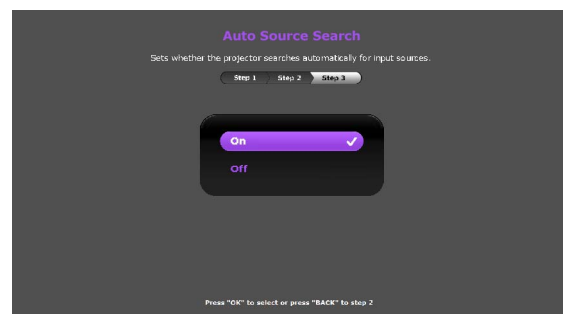 Auto Source Search
Sets whether the projector searches automatically for input sources.
Step 1 Step 2 Step 3
On
Off
Press "OK" to select or press "BACK" to step 2